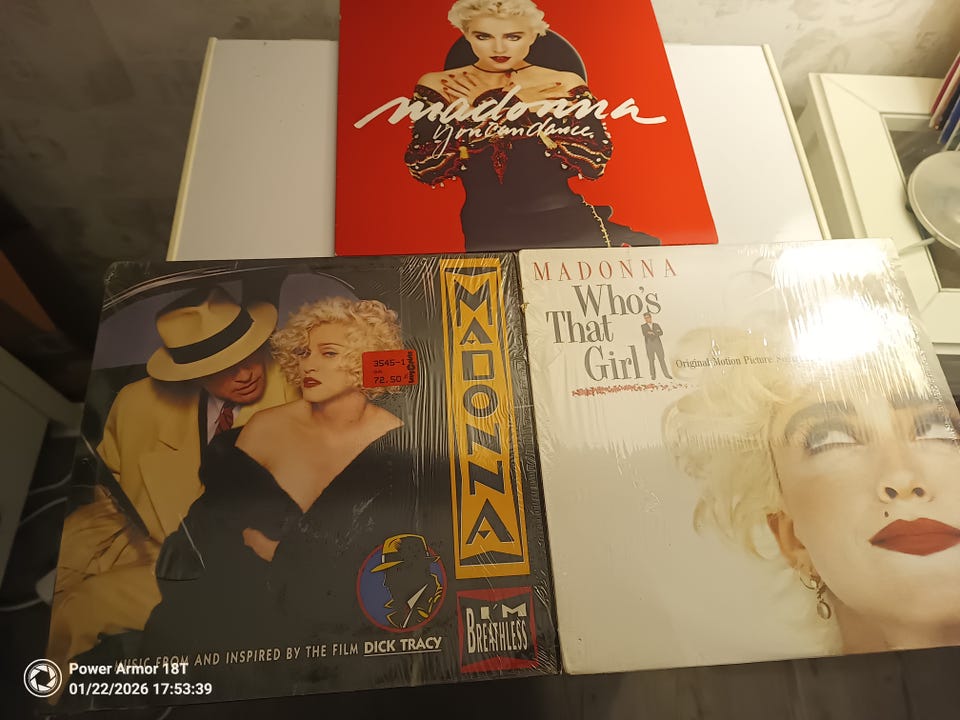 madonna
you can dance
MADONNA
Who's
That
Girl
Original Motion Picture
3545-1
72.50
MADONNA
I'M
BREATHLESS
MUSIC FROM AND INSPIRED BY THE FILM DICK TRACY
Power Armor 18T
01/22/2026 17:53:39